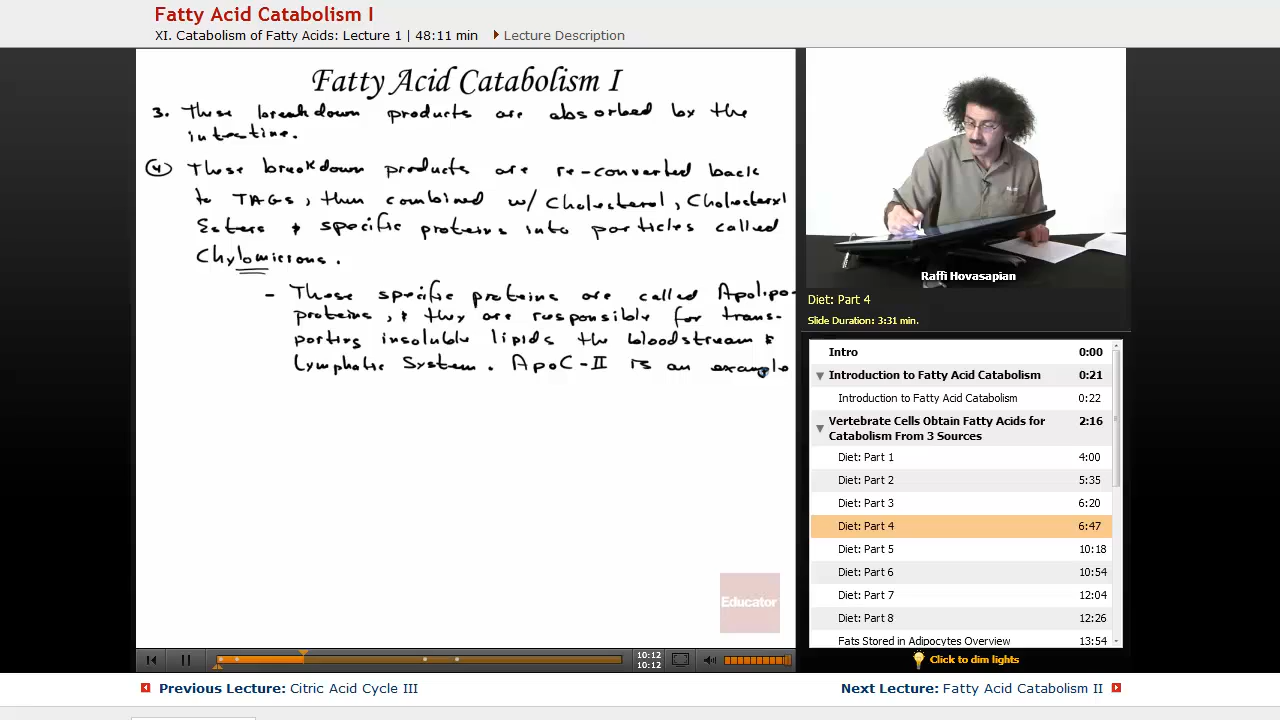 Fatty Acid Catabolism I
XI. Catabolism of Fatty Acids: Lecture 1 | 48:11 min
Lecture Description
Fatty Acid Catabolism I
3. These breakdown products are absorbed by the
intestine.
4 These breakdown products are re-converted back
to TAGs, then combined w/ Cholesterol, Cholesteryl
Esters & specific proteins into particles called
Chylomicrons.
- These specific proteins are called Apolipo-
proteins, & they are responsible for trans-
porting insoluble lipids the bloodstream &
Lymphatic System. ApoC-II is an example
Educator
Raffi Hovasapian
Diet: Part 4
Slide Duration: 3:31 min.
Intro 0:00
Introduction to Fatty Acid Catabolism 0:21
Introduction to Fatty Acid Catabolism 0:22
Vertebrate Cells Obtain Fatty Acids for 2:16
Catabolism From 3 Sources
Diet: Part 1 4:00
Diet: Part 2 5:35
Diet: Part 3 6:20
Diet: Part 4 6:47
Diet: Part 5 10:18
Diet: Part 6 10:54
Diet: Part 7 12:04
Diet: Part 8 12:26
Fats Stored in Adipocytes Overview 13:54
10:12
10:12
Click to dim lights
Previous Lecture: Citric Acid Cycle III
Next Lecture: Fatty Acid Catabolism II